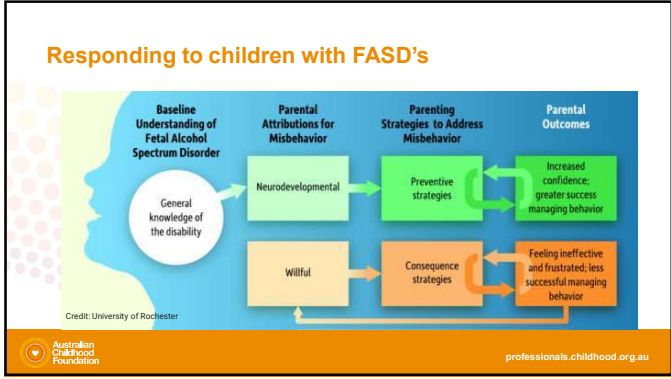 Responding to children with FASD's
Baseline
Understanding of
Fetal Alcohol
Spectrum Disorder
Parental
Attributions for
Misbehavior
Parenting
Strategies to Address
Misbehavior
Parental
Outcomes
General
knowledge of
the disability
Neurodevelopmental
Preventive
strategies
Increased
confidence;
greater success
managing behavior
Willful
Consequence
strategies
Feeling ineffective
and frustrated; less
successful managing
behavior
Credit: University of Rochester
Australian
Childhood
Foundation
professionals.childhood.org.au